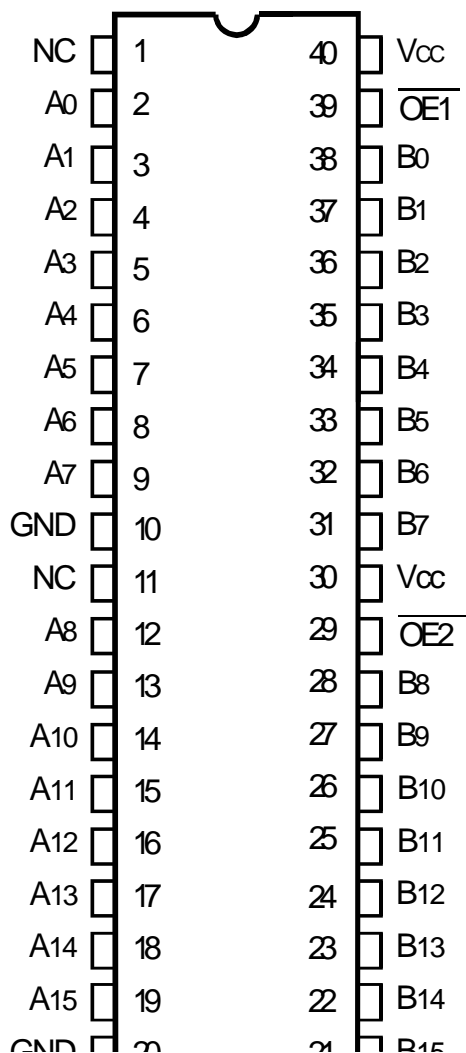 NC 1 40 Vcc
A0 2 39 OE1
A1 3 38 B0
A2 4 37 B1
A3 5 36 B2
A4 6 35 B3
A5 7 34 B4
A6 8 33 B5
A7 9 32 B6
GND 10 31 B7
NC 11 30 Vcc
A8 12 29 OE2
A9 13 28 B8
A10 14 27 B9
A11 15 26 B10
A12 16 25 B11
A13 17 24 B12
A14 18 23 B13
A15 19 22 B14
GND 20 21 B15